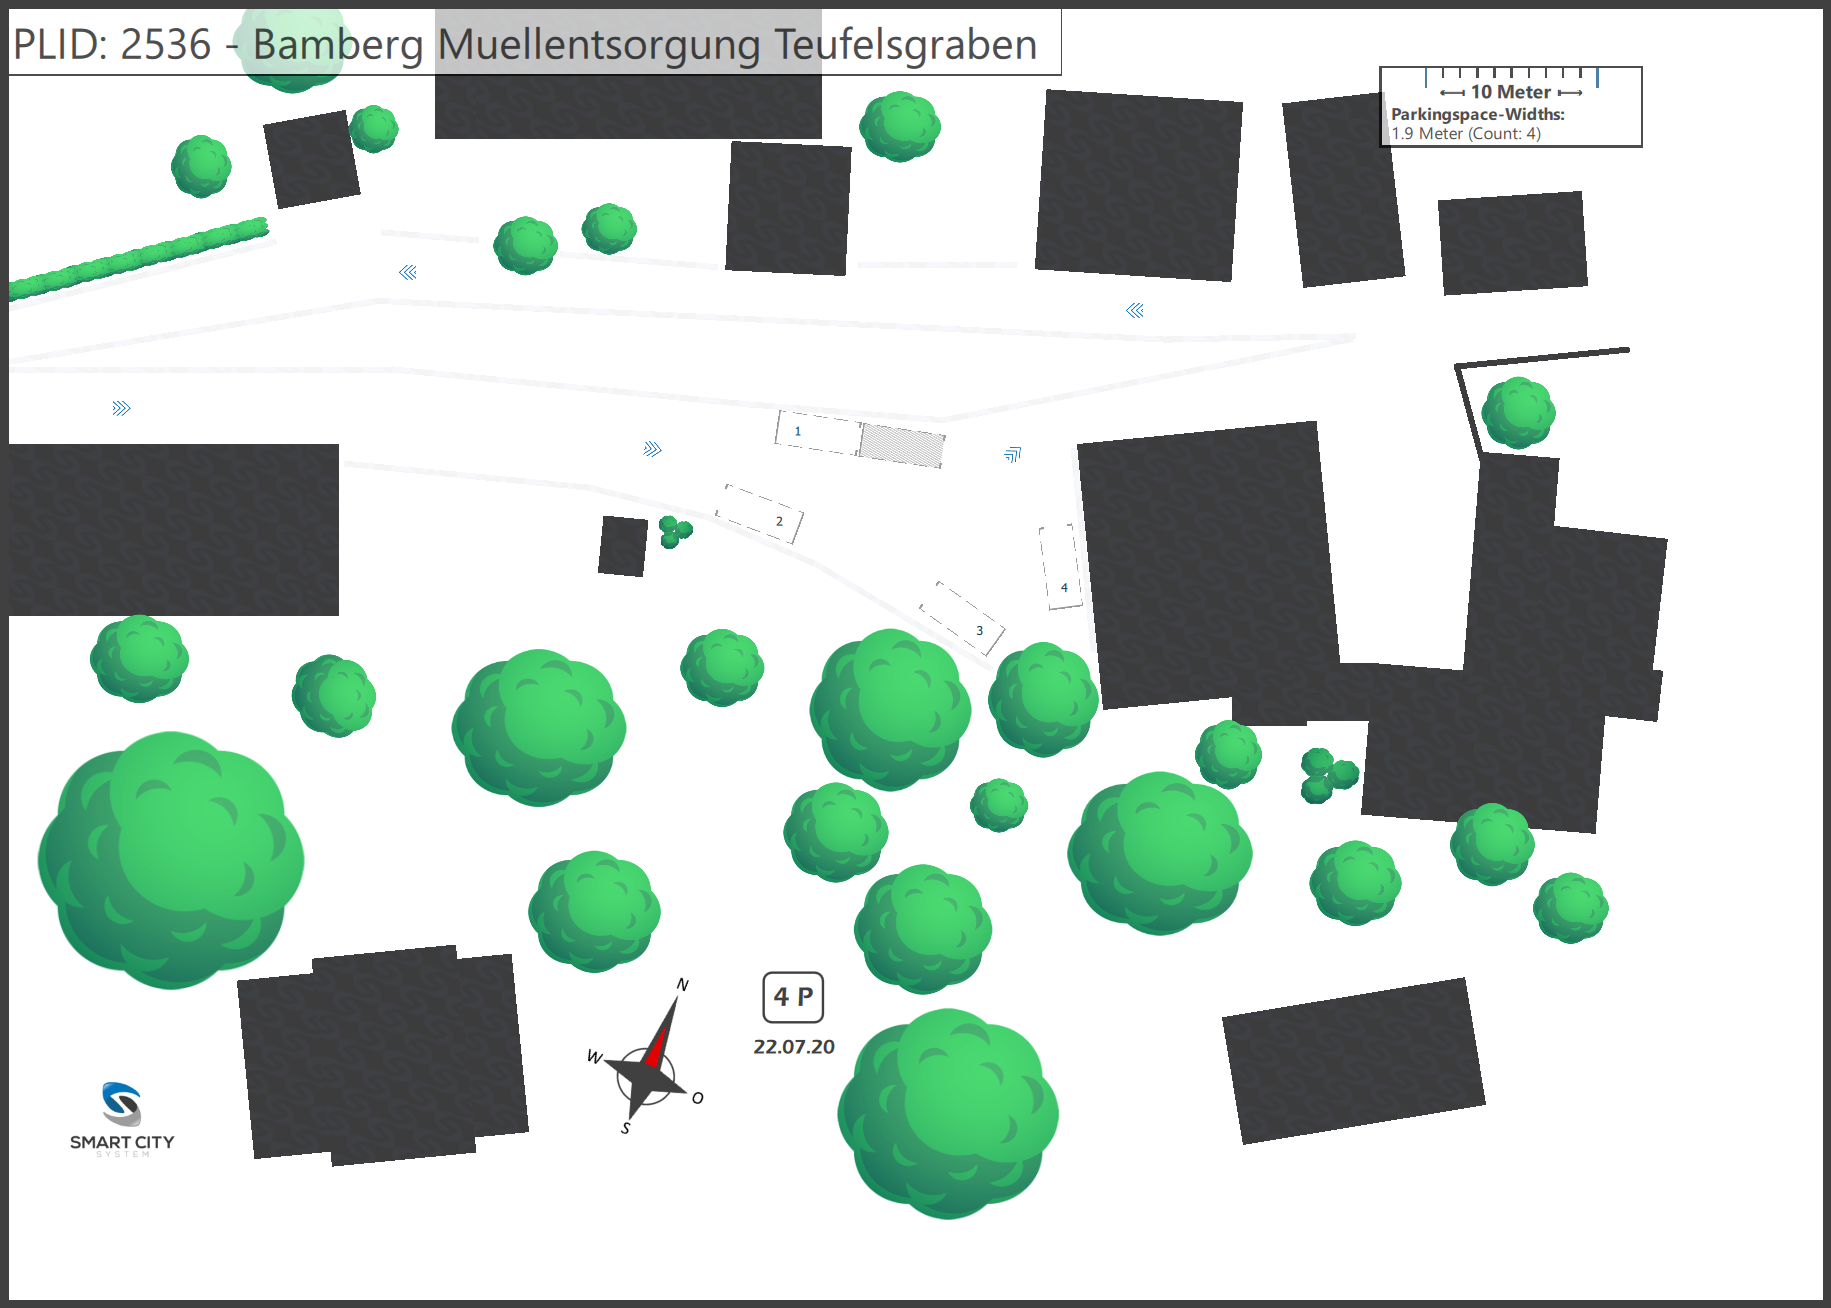 PLID: 2536 - Bamberg Muellentsorgung Teufelsgraben
10 Meter
Parkingspace-Widths:
1.9 Meter (Count: 4)
1
2
3
4
N
W
O
S
4 P
22.07.20
SMART CITY
SYSTEM